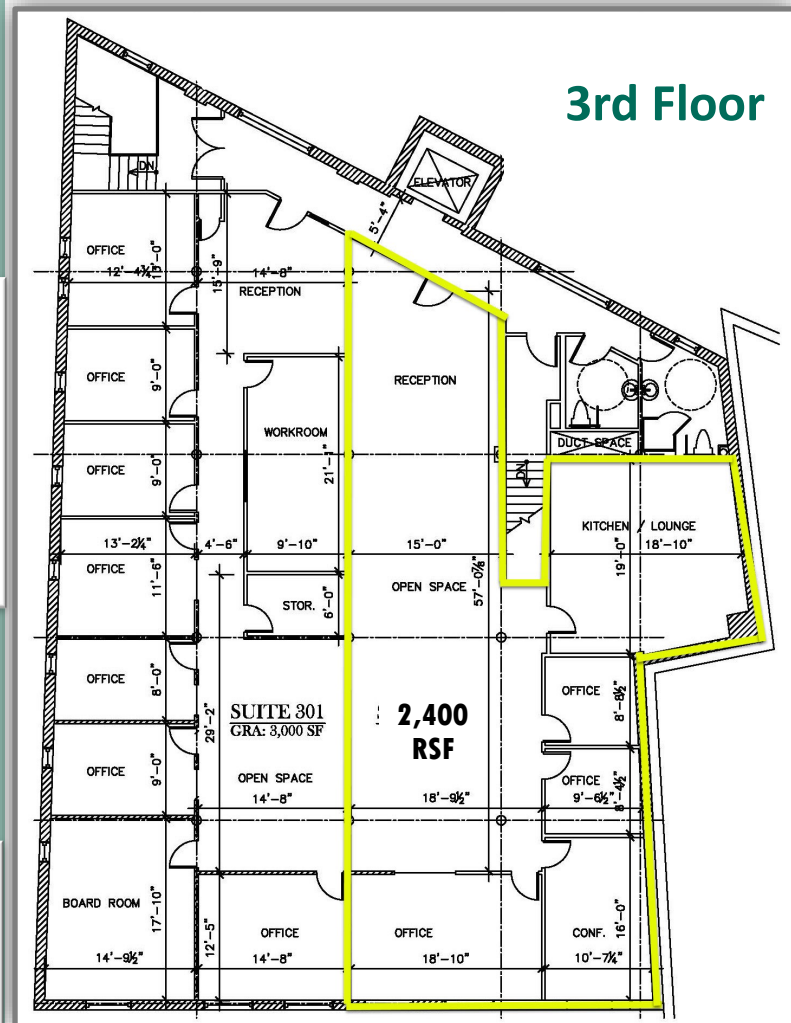 3rd Floor
DN.
ELEVATOR
5'-4"
OFFICE
12'-4¾"
15'-9"
14'-8"
RECEPTION
RECEPTION
OFFICE
9'-0"
WORKROOM
21'-1"
DUCT SPACE
OFFICE
9'-0"
DN.
KITCHEN / LOUNGE
19'-0"
18'-10"
13'-2¼"
4'-6"
9'-10"
15'-0"
OFFICE
11'-6"
STOR.
6'-0"
OPEN SPACE
57'-0⅞"
OFFICE
8'-0"
OFFICE
8'-8½"
SUITE 301
GRA: 3,000 SF
29'-2"
2,400
RSF
OFFICE
9'-0"
OPEN SPACE
14'-8"
18'-9½"
OFFICE
9'-6½"
8'-4½"
BOARD ROOM
17'-10"
14'-9½"
12'-5"
OFFICE
14'-8"
OFFICE
18'-10"
CONF.
16'-0"
10'-7¼"